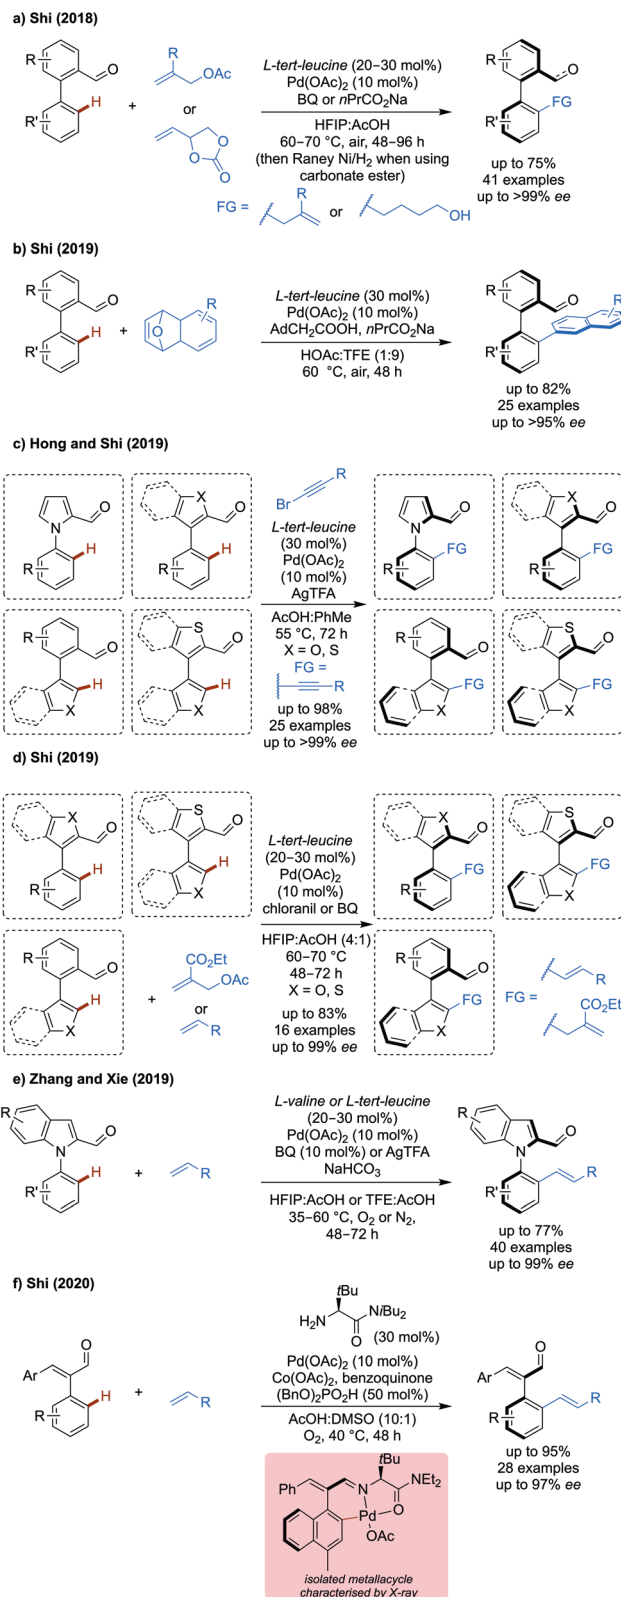 a) Shi (2018)
R
O
H
R'
+
R
OAc
or
O
O
O
L-tert-leucine (20–30 mol%)
Pd(OAc)2 (10 mol%)
BQ or nPrCO2Na
HFIP:AcOH
60–70 °C, air, 48–96 h
(then Raney Ni/H2 when using
carbonate ester)
R
O
FG
R'
up to 75%
41 examples
up to >99% ee
FG =
R
or
OH
b) Shi (2019)
R
O
H
R'
+
O
R
L-tert-leucine (30 mol%)
Pd(OAc)2 (10 mol%)
AdCH2COOH, nPrCO2Na
HOAc:TFE (1:9)
60 °C, air, 48 h
R
O
R
R'
up to 82%
25 examples
up to >95% ee
c) Hong and Shi (2019)
N
O
H
R
X
O
H
R
R
O
H
X
S
O
H
X
Br
R
L-tert-leucine
(30 mol%)
Pd(OAc)2
(10 mol%)
AgTFA
AcOH:PhMe
55 °C, 72 h
X = O, S
FG =
R
up to 98%
25 examples
up to >99% ee
N
O
FG
R
X
O
FG
R
R
O
FG
X
S
O
FG
X
d) Shi (2019)
X
O
H
R
S
O
H
X
R
O
H
X
+
CO2Et
OAc
or
R
L-tert-leucine
(20–30 mol%)
Pd(OAc)2
(10 mol%)
chloranil or BQ
HFIP:AcOH (4:1)
60–70 °C
48–72 h
X = O, S
up to 83%
16 examples
up to 99% ee
X
O
FG
R
S
O
FG
X
R
O
FG
X
FG =
R
CO2Et
e) Zhang and Xie (2019)
R
N
O
H
R'
+
R
L-valine or L-tert-leucine
(20–30 mol%)
Pd(OAc)2 (10 mol%)
BQ (10 mol%) or AgTFA
NaHCO3
HFIP:AcOH or TFE:AcOH
35–60 °C, O2 or N2,
48–72 h
R
N
O
R
R'
up to 77%
40 examples
up to 99% ee
f) Shi (2020)
O
Ar
H
R
+
R
tBu
H2N
NiBu2
O
(30 mol%)
Pd(OAc)2 (10 mol%)
Co(OAc)2, benzoquinone
(BnO)2PO2H (50 mol%)
AcOH:DMSO (10:1)
O2, 40 °C, 48 h
O
Ar
R
R
up to 95%
28 examples
up to 97% ee
tBu
Ph
N
NEt2
Pd
O
OAc
isolated metallacycle
characterised by X-ray